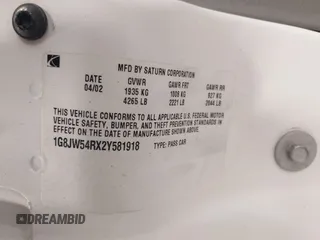 MFD BY SATURN CORPORATION
DATE GVWR GAWR FRT GAWR RR
04/02 1935 KG 1008 KG 927 KG
4265 LB 2221 LB 2044 LB
THIS VEHICLE CONFORMS TO ALL APPLICABLE U.S. FEDERAL MOTOR
VEHICLE SAFETY, BUMPER, AND THEFT PREVENTION STANDARDS
IN EFFECT ON THE DATE OF MANUFACTURE SHOWN ABOVE.
1G8JW54RX2Y581918 TYPE: PASS CAR
DREAMBID